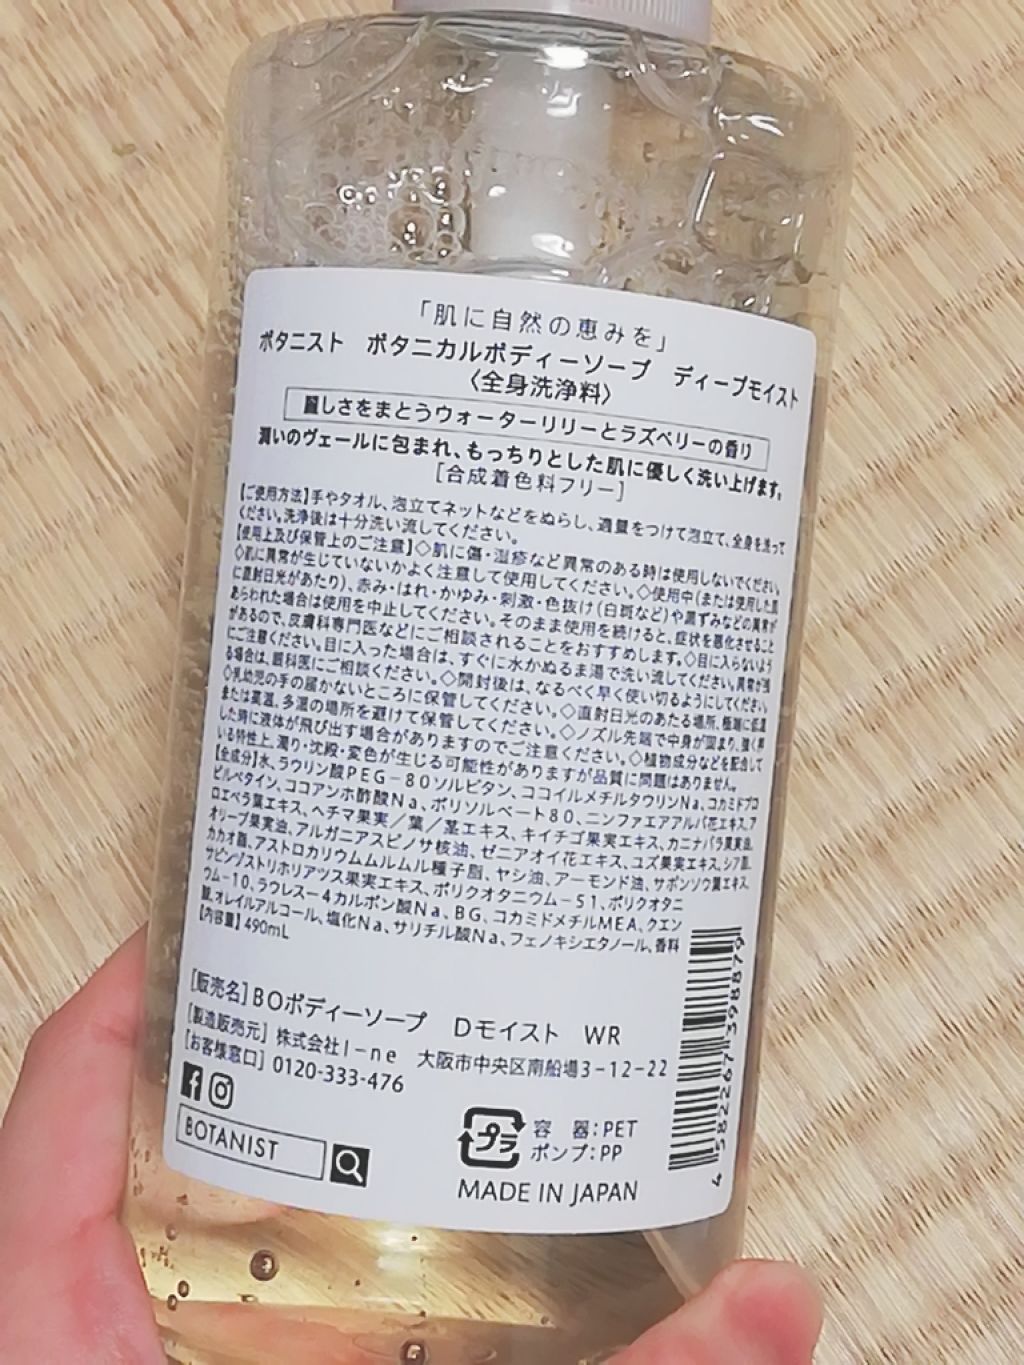 「肌に自然の恵みを」
ボタニスト ボタニカルボディーソープ ディープモイスト
〈全身洗浄料〉
麗しさをまとうウォーターリリーとラズベリーの香り
潤いのヴェールに包まれ、もっちりとした肌に優しく洗い上げます。
[合成着色料フリー]
【ご使用方法】手やタオル、泡立てネットなどをぬらし、適量をつけて泡立て、全身を洗って
ください。洗浄後は十分洗い流してください。
【使用上及び保管上のご注意】◇肌に傷・湿疹など異常のある時は使用しないでください。
◇肌に異常が生じていないかよく注意して使用してください。◇使用中(または使用した肌
に直射日光があたり)、赤み・はれ・かゆみ・刺激・色抜け(白斑など)や黒ずみなどの異常が
あらわれた場合は使用を中止してください。そのまま使用を続けると、症状を悪化させること
があるので、皮膚科専門医などにご相談されることをおすすめします。◇目に入らないよう
にご注意ください。目に入った場合は、すぐに水かぬるま湯で洗い流してください。異常が残
る場合は、眼科医にご相談ください。◇開封後は、なるべく早く使い切るようにしてください。
◇乳幼児の手の届かないところに保管してください。◇直射日光のあたる場所、極端に低温
または高温、多湿の場所を避けて保管してください。◇ノズル先端で中身が固まり、強く押
した時に液体が飛び出す場合がありますのでご注意ください。◇植物成分などを配合して
いる特性上、濁り・沈殿・変色が生じる可能性がありますが品質に問題はありません。
【全成分】水、ラウリン酸PEG-80ソルビタン、ココイルメチルタウリンNa、コカミドプロ
ピルベタイン、ココアンホ酢酸Na、ポリソルベート80、ニンファエアアルバ花エキス、ア
ロエベラ葉エキス、ヘチマ果実/葉/茎エキス、キイチゴ果実エキス、カニナバラ果実油、
オリーブ果実油、アルガニアスピノサ核油、ゼニアオイ花エキス、ユズ果実エキス、シア脂、
カカオ脂、アストロカリウムムルムル種子脂、ヤシ油、アーモンド油、サボンソウ葉エキス、
サピンヅストリホリアツス果実エキス、ポリクオタニウム-51、ポリクオタニ
ウム-10、ラウレス-4カルボン酸Na、BG、コカミドメチルMEA、クエン
酸、オレイルアルコール、塩化Na、サリチル酸Na、フェノキシエタノール、香料
【内容量】490mL
[販売名]BOボディーソープ Dモイスト WR
[製造販売元] 株式会社I-ne 大阪市中央区南船場3-12-22
[お客様窓口] 0120-333-476
BOTANIST
プラ
容 器:PET
ポンプ:PP
MADE IN JAPAN
4 582267 398879